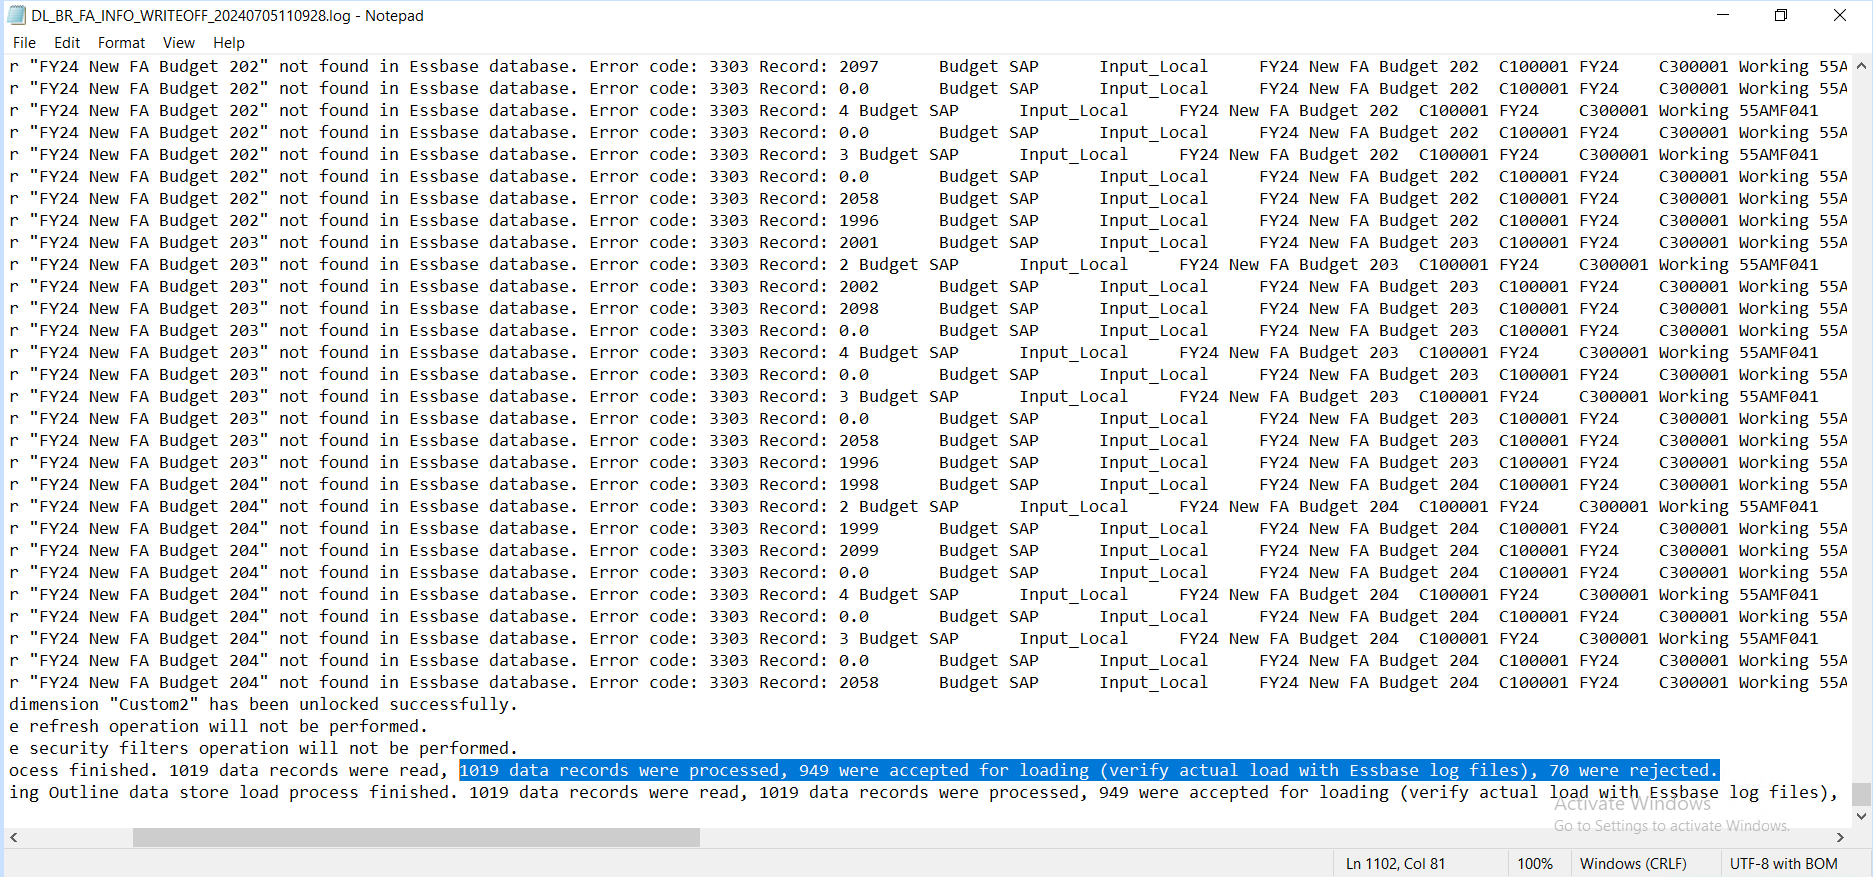 DL_BR_FA_INFO_WRITEOFF_20240705110928.log - Notepad
File Edit Format View Help
r "FY24 New FA Budget 202" not found in Essbase database. Error code: 3303 Record: 2097 Budget SAP Input_Local FY24 New FA Budget 202 C100001 FY24 C300001 Working 55A
r "FY24 New FA Budget 202" not found in Essbase database. Error code: 3303 Record: 0.0 Budget SAP Input_Local FY24 New FA Budget 202 C100001 FY24 C300001 Working 55A
r "FY24 New FA Budget 202" not found in Essbase database. Error code: 3303 Record: 4 Budget SAP Input_Local FY24 New FA Budget 202 C100001 FY24 C300001 Working 55AMF041
r "FY24 New FA Budget 202" not found in Essbase database. Error code: 3303 Record: 0.0 Budget SAP Input_Local FY24 New FA Budget 202 C100001 FY24 C300001 Working 55A
r "FY24 New FA Budget 202" not found in Essbase database. Error code: 3303 Record: 3 Budget SAP Input_Local FY24 New FA Budget 202 C100001 FY24 C300001 Working 55AMF041
r "FY24 New FA Budget 202" not found in Essbase database. Error code: 3303 Record: 0.0 Budget SAP Input_Local FY24 New FA Budget 202 C100001 FY24 C300001 Working 55A
r "FY24 New FA Budget 202" not found in Essbase database. Error code: 3303 Record: 2058 Budget SAP Input_Local FY24 New FA Budget 202 C100001 FY24 C300001 Working 55A
r "FY24 New FA Budget 202" not found in Essbase database. Error code: 3303 Record: 1996 Budget SAP Input_Local FY24 New FA Budget 202 C100001 FY24 C300001 Working 55A
r "FY24 New FA Budget 203" not found in Essbase database. Error code: 3303 Record: 2001 Budget SAP Input_Local FY24 New FA Budget 203 C100001 FY24 C300001 Working 55A
r "FY24 New FA Budget 203" not found in Essbase database. Error code: 3303 Record: 2 Budget SAP Input_Local FY24 New FA Budget 203 C100001 FY24 C300001 Working 55AMF041
r "FY24 New FA Budget 203" not found in Essbase database. Error code: 3303 Record: 2002 Budget SAP Input_Local FY24 New FA Budget 203 C100001 FY24 C300001 Working 55A
r "FY24 New FA Budget 203" not found in Essbase database. Error code: 3303 Record: 2098 Budget SAP Input_Local FY24 New FA Budget 203 C100001 FY24 C300001 Working 55A
r "FY24 New FA Budget 203" not found in Essbase database. Error code: 3303 Record: 0.0 Budget SAP Input_Local FY24 New FA Budget 203 C100001 FY24 C300001 Working 55A
r "FY24 New FA Budget 203" not found in Essbase database. Error code: 3303 Record: 4 Budget SAP Input_Local FY24 New FA Budget 203 C100001 FY24 C300001 Working 55AMF041
r "FY24 New FA Budget 203" not found in Essbase database. Error code: 3303 Record: 0.0 Budget SAP Input_Local FY24 New FA Budget 203 C100001 FY24 C300001 Working 55A
r "FY24 New FA Budget 203" not found in Essbase database. Error code: 3303 Record: 3 Budget SAP Input_Local FY24 New FA Budget 203 C100001 FY24 C300001 Working 55AMF041
r "FY24 New FA Budget 203" not found in Essbase database. Error code: 3303 Record: 0.0 Budget SAP Input_Local FY24 New FA Budget 203 C100001 FY24 C300001 Working 55A
r "FY24 New FA Budget 203" not found in Essbase database. Error code: 3303 Record: 2058 Budget SAP Input_Local FY24 New FA Budget 203 C100001 FY24 C300001 Working 55A
r "FY24 New FA Budget 203" not found in Essbase database. Error code: 3303 Record: 1996 Budget SAP Input_Local FY24 New FA Budget 203 C100001 FY24 C300001 Working 55A
r "FY24 New FA Budget 204" not found in Essbase database. Error code: 3303 Record: 1998 Budget SAP Input_Local FY24 New FA Budget 204 C100001 FY24 C300001 Working 55A
r "FY24 New FA Budget 204" not found in Essbase database. Error code: 3303 Record: 2 Budget SAP Input_Local FY24 New FA Budget 204 C100001 FY24 C300001 Working 55AMF041
r "FY24 New FA Budget 204" not found in Essbase database. Error code: 3303 Record: 1999 Budget SAP Input_Local FY24 New FA Budget 204 C100001 FY24 C300001 Working 55A
r "FY24 New FA Budget 204" not found in Essbase database. Error code: 3303 Record: 2099 Budget SAP Input_Local FY24 New FA Budget 204 C100001 FY24 C300001 Working 55A
r "FY24 New FA Budget 204" not found in Essbase database. Error code: 3303 Record: 0.0 Budget SAP Input_Local FY24 New FA Budget 204 C100001 FY24 C300001 Working 55A
r "FY24 New FA Budget 204" not found in Essbase database. Error code: 3303 Record: 4 Budget SAP Input_Local FY24 New FA Budget 204 C100001 FY24 C300001 Working 55AMF041
r "FY24 New FA Budget 204" not found in Essbase database. Error code: 3303 Record: 0.0 Budget SAP Input_Local FY24 New FA Budget 204 C100001 FY24 C300001 Working 55A
r "FY24 New FA Budget 204" not found in Essbase database. Error code: 3303 Record: 3 Budget SAP Input_Local FY24 New FA Budget 204 C100001 FY24 C300001 Working 55AMF041
r "FY24 New FA Budget 204" not found in Essbase database. Error code: 3303 Record: 0.0 Budget SAP Input_Local FY24 New FA Budget 204 C100001 FY24 C300001 Working 55A
r "FY24 New FA Budget 204" not found in Essbase database. Error code: 3303 Record: 2058 Budget SAP Input_Local FY24 New FA Budget 204 C100001 FY24 C300001 Working 55A
dimension "Custom2" has been unlocked successfully.
e refresh operation will not be performed.
e security filters operation will not be performed.
ocess finished. 1019 data records were read, 1019 data records were processed, 949 were accepted for loading (verify actual load with Essbase log files), 70 were rejected.
ing Outline data store load process finished. 1019 data records were read, 1019 data records were processed, 949 were accepted for loading (verify actual load with Essbase log files),
Activate Windows
Go to Settings to activate Windows.
Ln 1102, Col 81 100% Windows (CRLF) UTF-8 with BOM